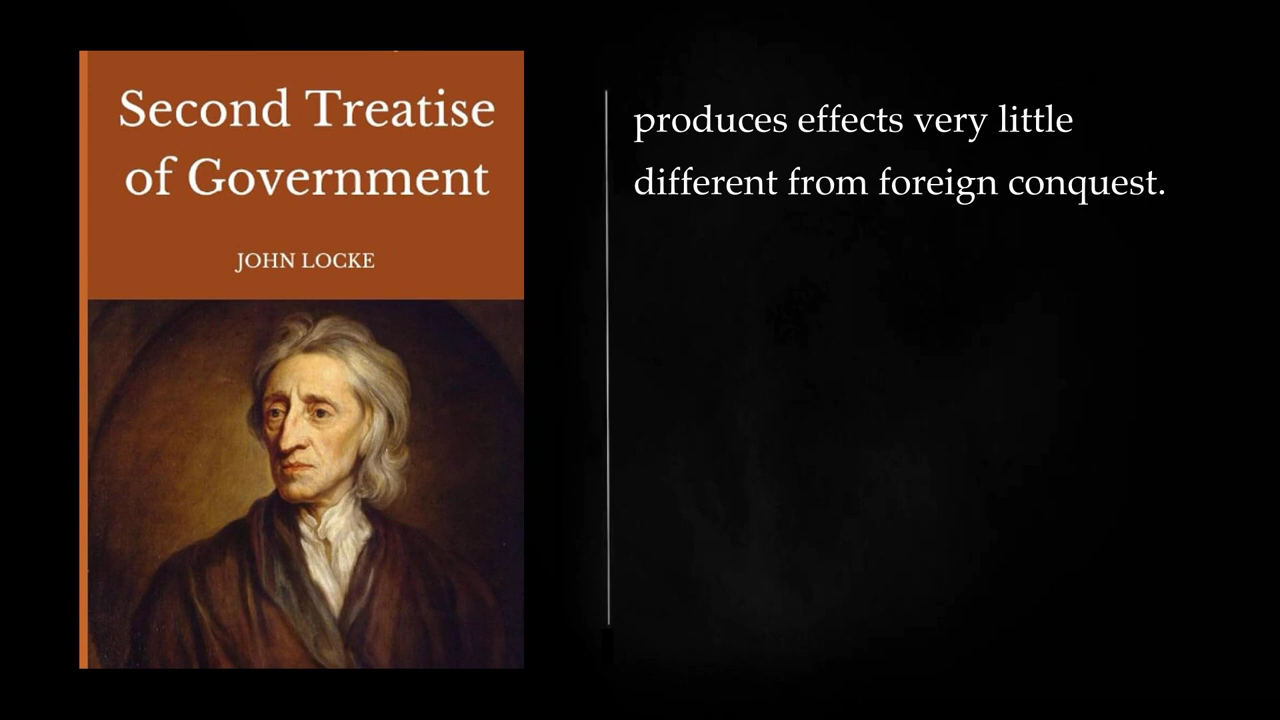 Second Treatise
of Government
JOHN LOCKE
produces effects very little
different from foreign conquest.